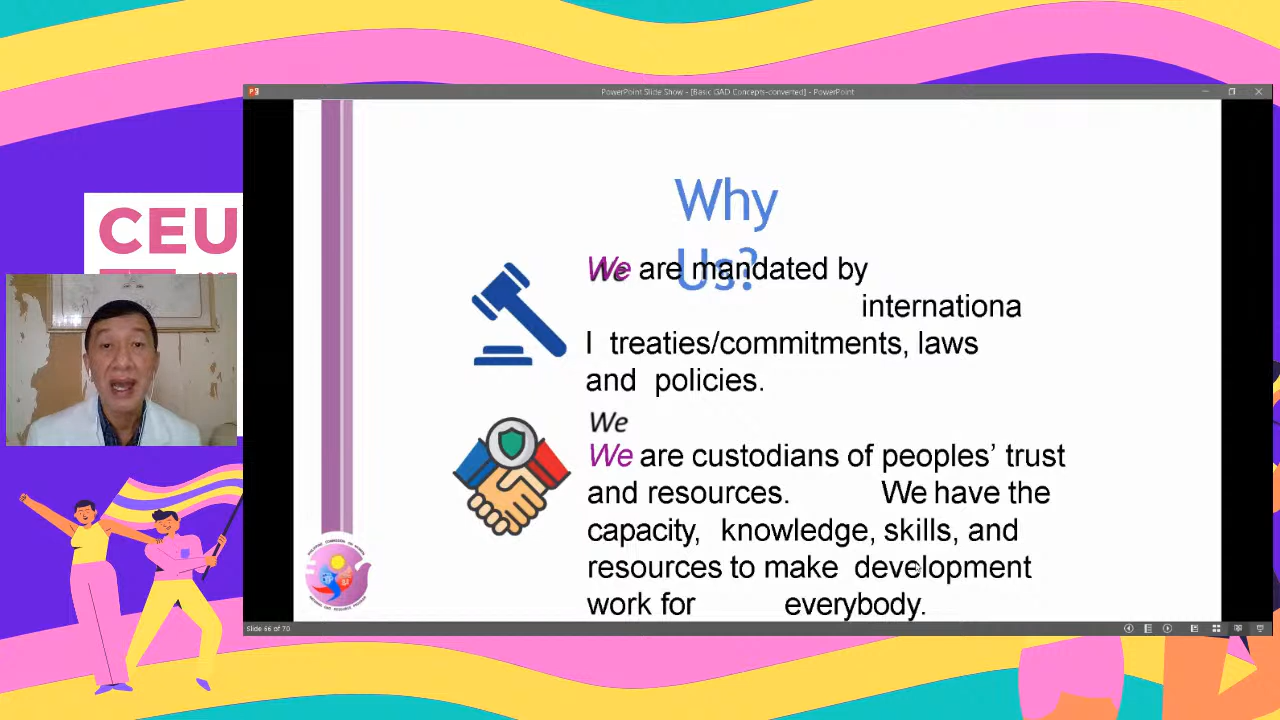 PowerPoint Slide Show - [Basic GAD Concepts-converted] - PowerPoint
CEU
Why
Us?
We are mandated by
internationa
l treaties/commitments, laws
and policies.
We
We are custodians of peoples’ trust
and resources. We have the
capacity, knowledge, skills, and
resources to make development
work for everybody.
Slide 66 of 70